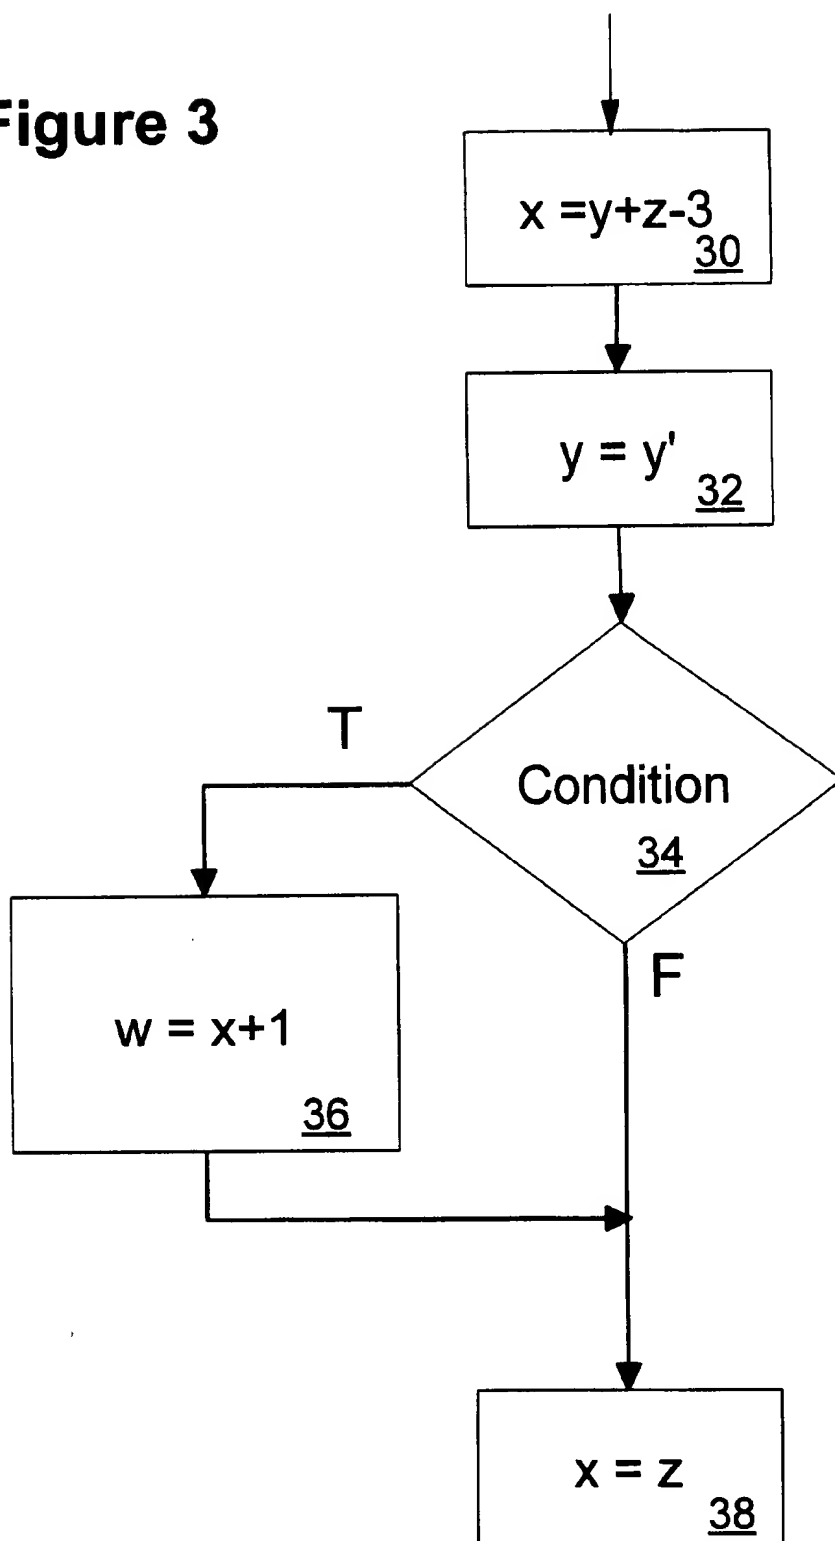 Figure 3
x =y+z-3
30
y = y'
32
T
Condition
34
F
w = x+1
36
x = z
38